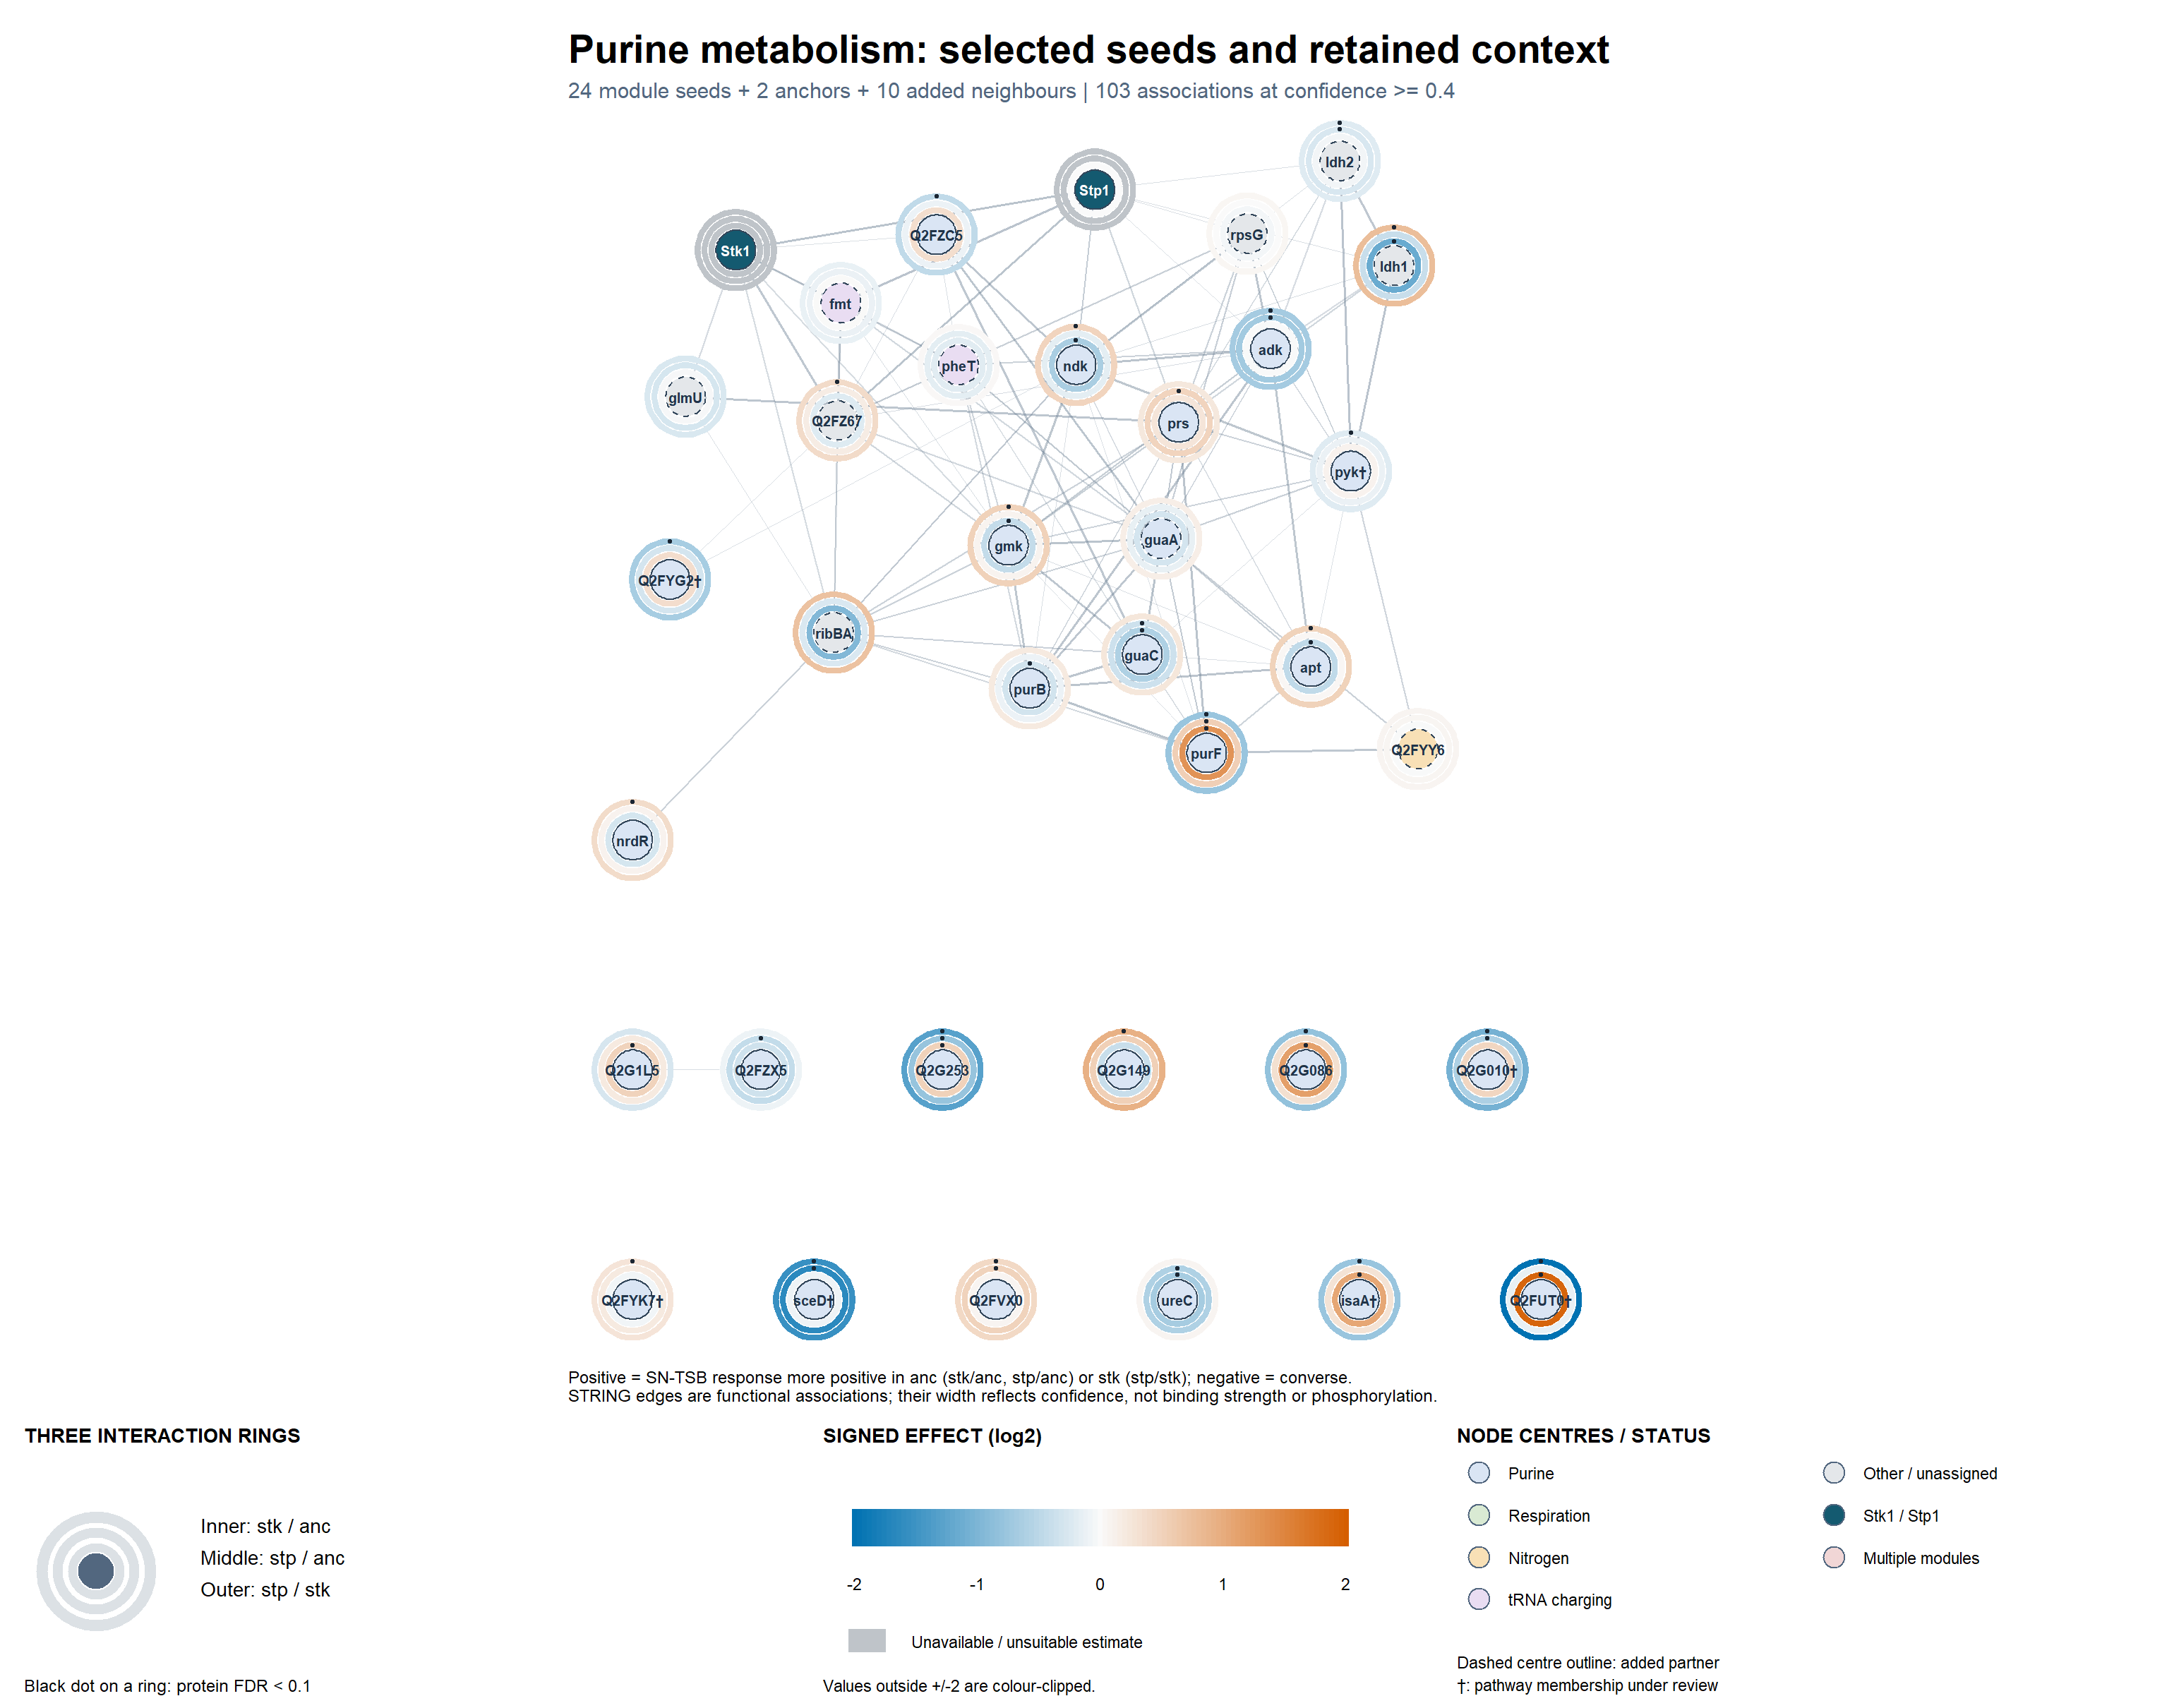 Purine metabolism: selected seeds and retained context
24 module seeds + 2 anchors + 10 added neighbours | 103 associations at confidence >= 0.4
ldh2
Stp1
Q2FZC5
rpsG
Stk1
ldh1
fmt
adk
pheT
ndk
glmU
Q2FZ67
prs
pyk†
gmk
guaA
Q2FYG2†
ribBA
guaC
apt
purB
purF
Q2FYY6
nrdR
Q2G1L5
Q2FZX5
Q2G253
Q2G149
Q2G086
Q2G010†
Q2FYK7†
sceD†
Q2FVX0
ureC
isaA†
Q2FUT0†
Positive = SN-TSB response more positive in anc (stk/anc, stp/anc) or stk (stp/stk); negative = converse.
STRING edges are functional associations; their width reflects confidence, not binding strength or phosphorylation.
THREE INTERACTION RINGS
Inner: stk / anc
Middle: stp / anc
Outer: stp / stk
Black dot on a ring: protein FDR < 0.1
SIGNED EFFECT (log2)
-2 -1 0 1 2
Unavailable / unsuitable estimate
Values outside +/-2 are colour-clipped.
NODE CENTRES / STATUS
Purine
Respiration
Nitrogen
tRNA charging
Other / unassigned
Stk1 / Stp1
Multiple modules
Dashed centre outline: added partner
†: pathway membership under review